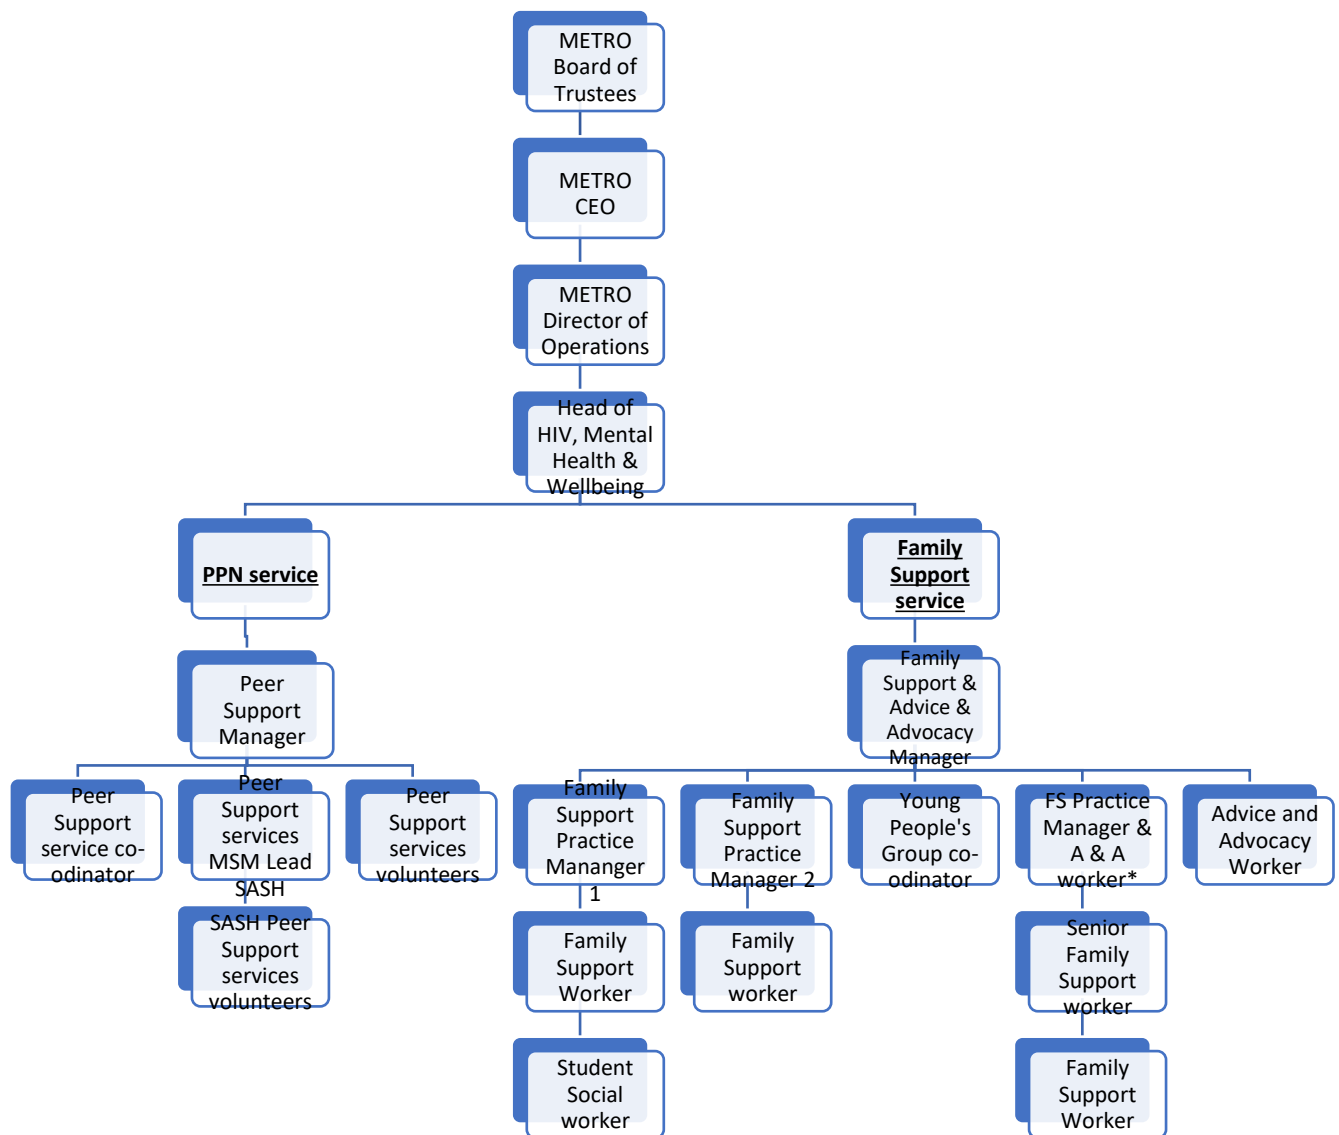 METRO
Board of
Trustees
METRO
CEO
METRO
Director of
Operations
Head of
HIV, Mental
Health &
Wellbeing
PPN service
Family
Support
service
Peer
Support
Manager
Family
Support &
Advice &
Advocacy
Manager
Peer
Support
service co-
odinator
Peer
Support
services
MSM Lead
SASH
Peer
Support
services
volunteers
Family
Support
Practice
Mananger
1
Family
Support
Practice
Manager 2
Young
People's
Group co-
odinator
FS Practice
Manager &
A & A
worker*
Advice and
Advocacy
Worker
SASH Peer
Support
services
volunteers
Family
Support
Worker
Family
Support
worker
Senior
Family
Support
worker
Student
Social
worker
Family
Support
Worker